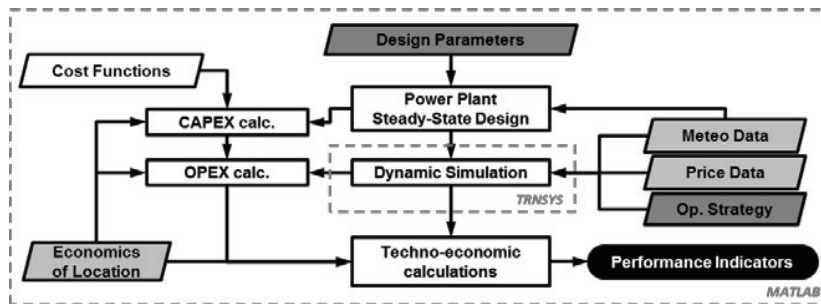 Design Parameters
Cost Functions
Power Plant
Steady-State Design
CAPEX calc.
Meteo Data
OPEX calc.
Dynamic Simulation
Price Data
TRNSYS
Op. Strategy
Economics
of Location
Techno-economic
calculations
Performance Indicators
MATLAB